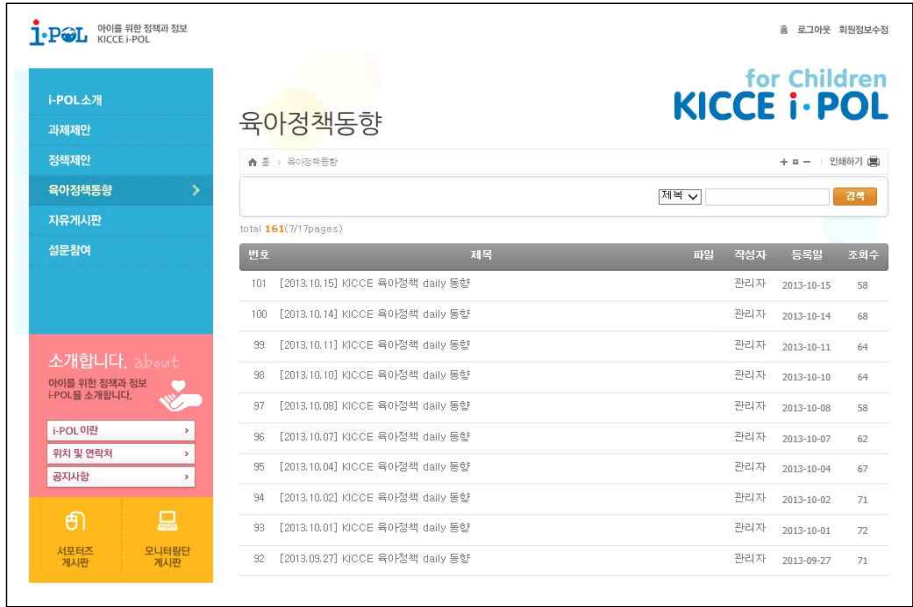 i·POL 아이를 위한 정책과 정보
KICCE i-POL
홈 로그아웃 회원정보수정
i-POL소개
과제제안
정책제안
육아정책동향
자유게시판
설문참여
소개합니다. about
아이를 위한 정책과 정보
i-POL을 소개합니다.
i-POL이란
위치 및 연락처
공지사항
서포터즈
게시판
모니터링단
게시판
for Children
KICCE i·POL
육아정책동향
홈 > 육아정책동향
인쇄하기
제목 검색
total 161(7/17pages)
번호 제목 파일 작성자 등록일 조회수
101 [2013.10.15] KICCE 육아정책 daily 동향 관리자 2013-10-15 58
100 [2013.10.14] KICCE 육아정책 daily 동향 관리자 2013-10-14 68
99 [2013.10.11] KICCE 육아정책 daily 동향 관리자 2013-10-11 64
98 [2013.10.10] KICCE 육아정책 daily 동향 관리자 2013-10-10 64
97 [2013.10.08] KICCE 육아정책 daily 동향 관리자 2013-10-08 58
96 [2013.10.07] KICCE 육아정책 daily 동향 관리자 2013-10-07 62
95 [2013.10.04] KICCE 육아정책 daily 동향 관리자 2013-10-04 67
94 [2013.10.02] KICCE 육아정책 daily 동향 관리자 2013-10-02 71
93 [2013.10.01] KICCE 육아정책 daily 동향 관리자 2013-10-01 72
92 [2013.09.27] KICCE 육아정책 daily 동향 관리자 2013-09-27 71